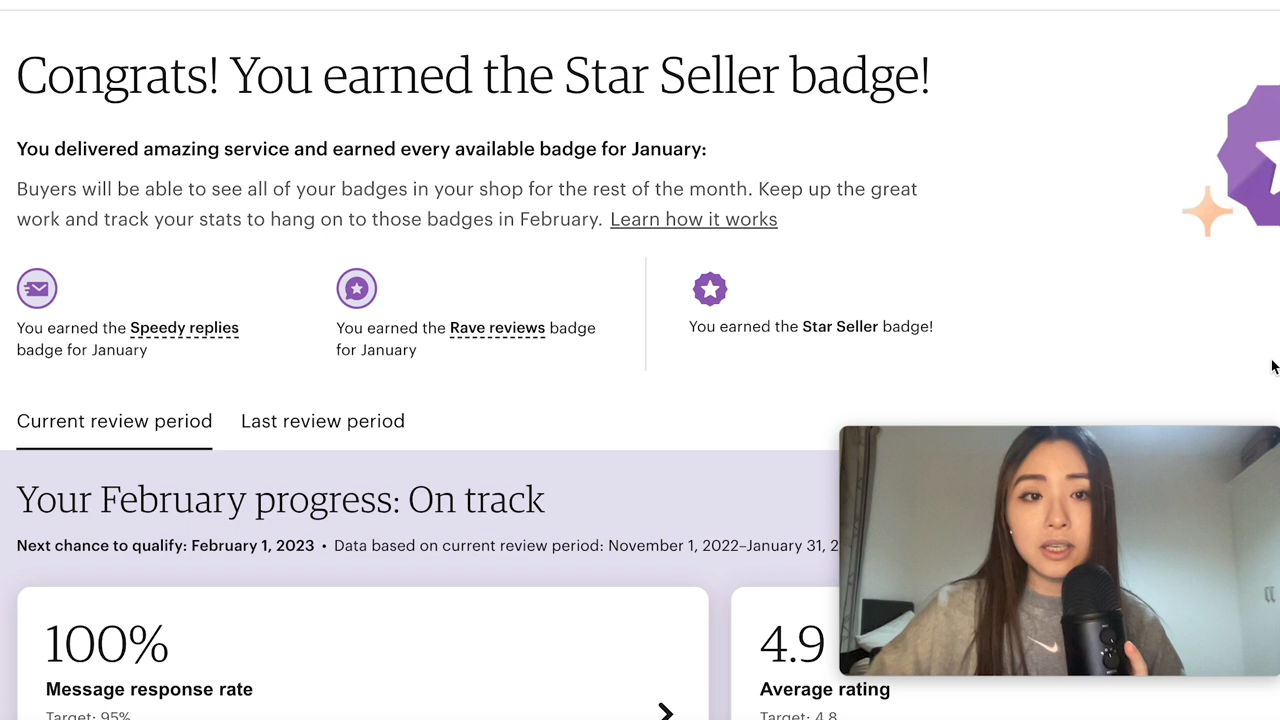 Congrats! You earned the Star Seller badge!
You delivered amazing service and earned every available badge for January:
Buyers will be able to see all of your badges in your shop for the rest of the month. Keep up the great
work and track your stats to hang on to those badges in February. Learn how it works
You earned the Speedy replies
badge for January
You earned the Rave reviews badge
for January
You earned the Star Seller badge!
Current review period
Last review period
Your February progress: On track
Next chance to qualify: February 1, 2023 • Data based on current review period: November 1, 2022–January 31, 2
100%
Message response rate
Target: 95%
4.9
Average rating
Target: 4.8